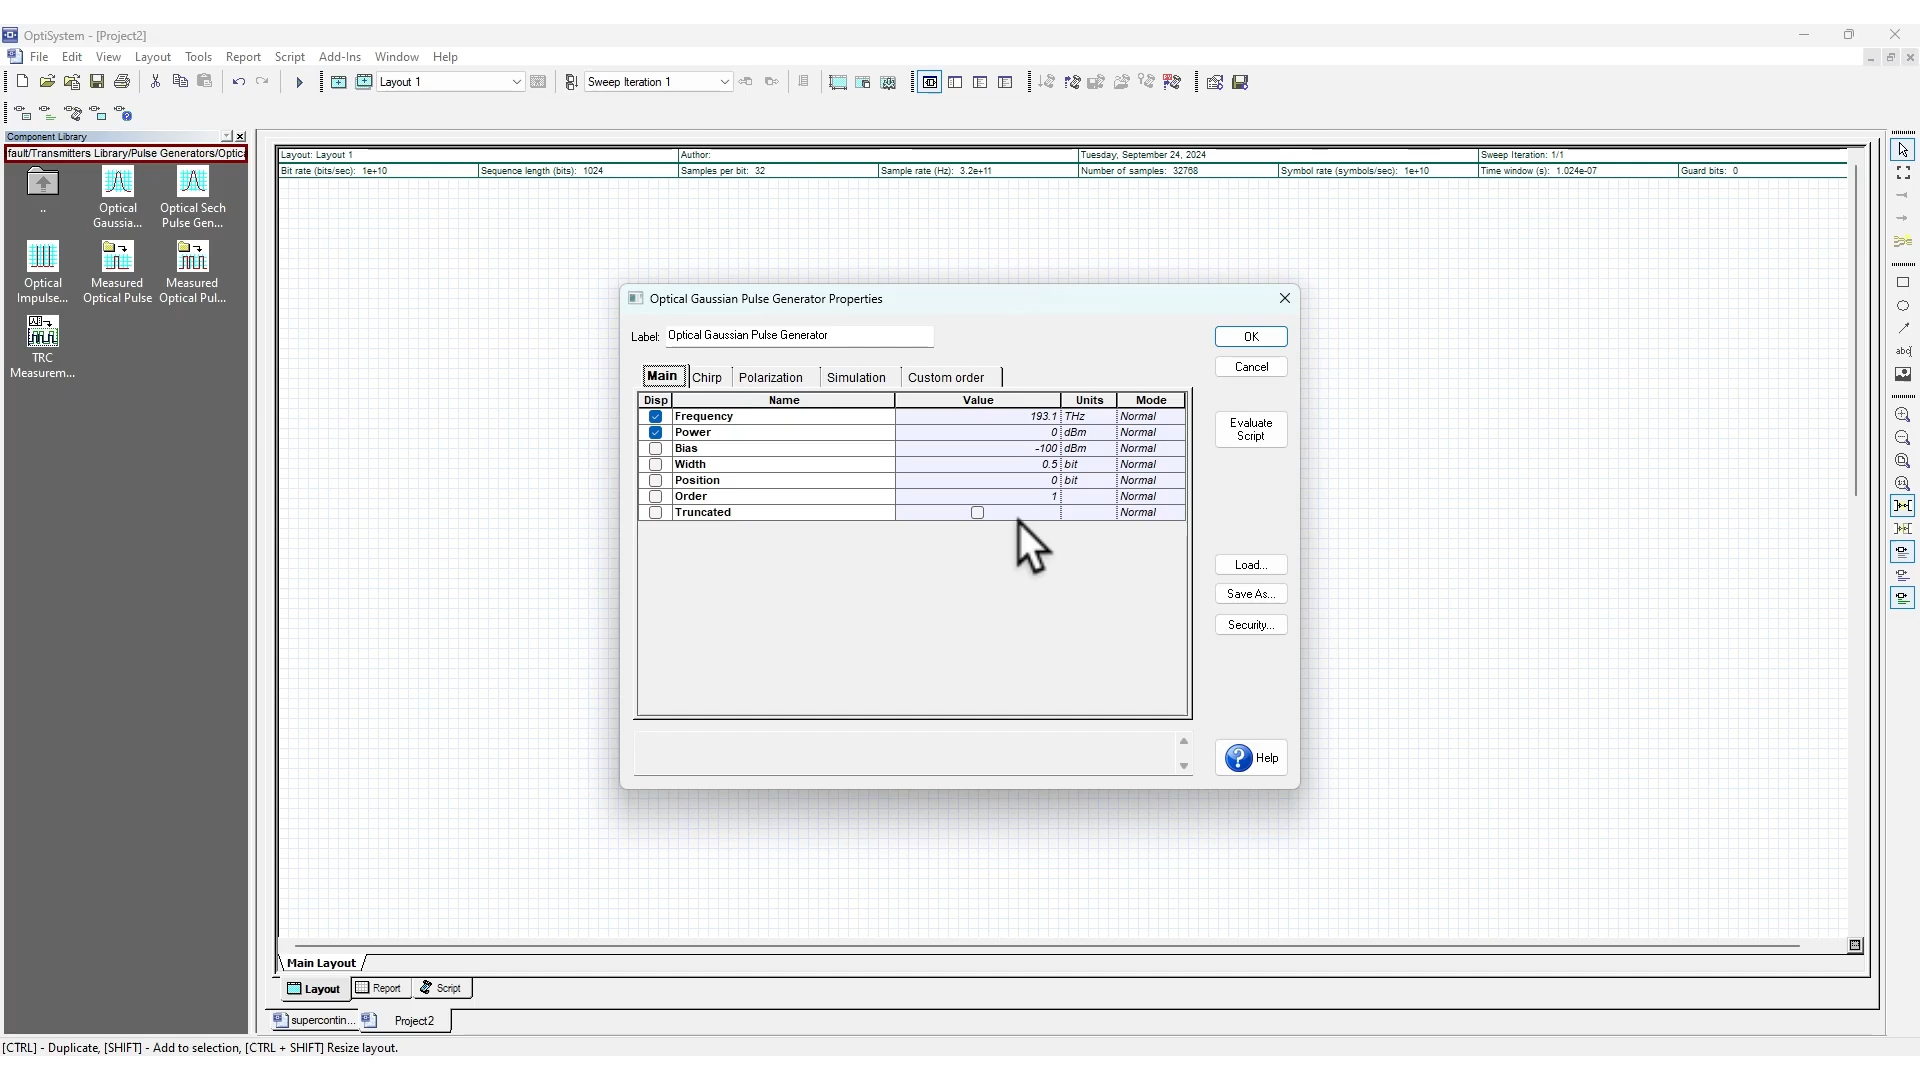 OptiSystem - [Project2]
File Edit View Layout Tools Report Script Add-Ins Window Help
Layout 1
Sweep Iteration 1
Component Library
fault/Transmitters Library/Pulse Generators/Optica
..
Optical Gaussia...
Optical Sech Pulse Gen...
Optical Impulse...
Measured Optical Pulse
Measured Optical Pul...
TRC Measurem...
Layout: Layout 1
Author:
Tuesday, September 24, 2024
Sweep Iteration: 1/1
Bit rate (bits/sec): 1e+10
Sequence length (bits): 1024
Samples per bit: 32
Sample rate (Hz): 3.2e+11
Number of samples: 32768
Symbol rate (symbols/sec): 1e+10
Time window (s): 1.024e-07
Guard bits: 0
Optical Gaussian Pulse Generator Properties
Label: Optical Gaussian Pulse Generator
OK
Cancel
Main Chirp Polarization Simulation Custom order
Disp Name Value Units Mode
Frequency 193.1 THz Normal
Power 0 dBm Normal
Bias -100 dBm Normal
Width 0.5 bit Normal
Position 0 bit Normal
Order 1 Normal
Truncated Normal
Evaluate Script
Load...
Save As...
Security...
Help
Main Layout
Layout Report Script
supercontin... Project2
[CTRL] - Duplicate, [SHIFT] - Add to selection, [CTRL + SHIFT] Resize layout.